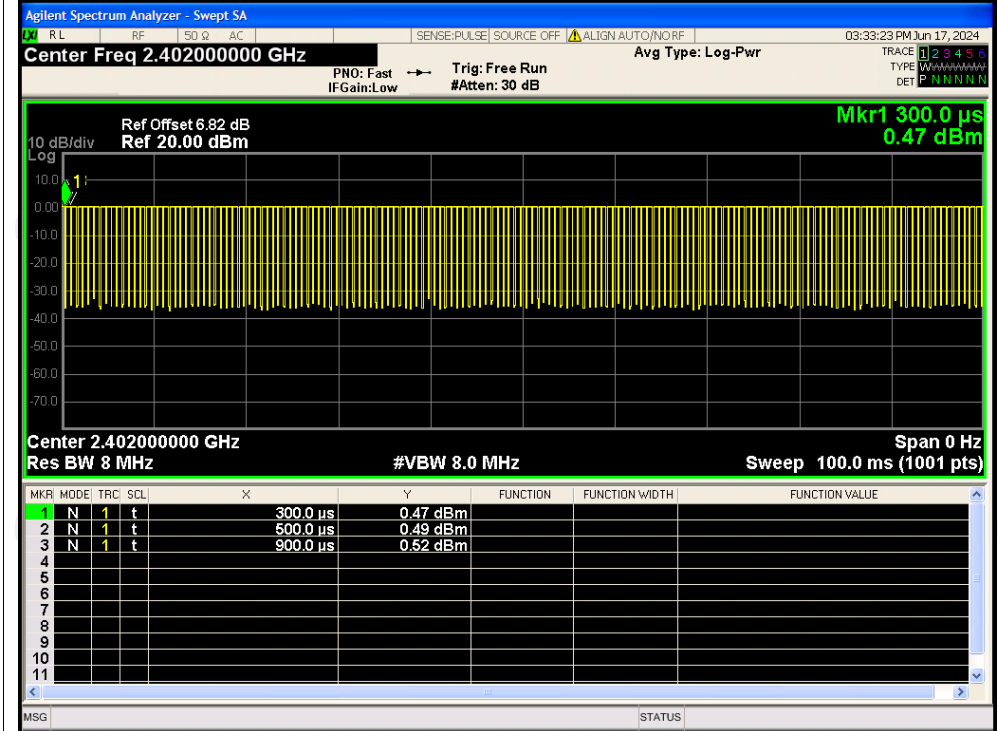 Agilent Spectrum Analyzer - Swept SA
LXI RL RF 50 Ω AC SENSE:PULSE SOURCE OFF ALIGN AUTO/NO RF 03:33:23 PM Jun 17, 2024
Center Freq 2.402000000 GHz Avg Type: Log-Pwr TRACE 1 2 3 4 5 6
PNO: Fast Trig: Free Run TYPE WWWWWW
IFGain:Low #Atten: 30 dB DET P N N N N N
Mkr1 300.0 µs
Ref Offset 6.82 dB 0.47 dBm
10 dB/div Ref 20.00 dBm
Log
10.0 1
0.00
-10.0
-20.0
-30.0
-40.0
-50.0
-60.0
-70.0
Center 2.402000000 GHz Span 0 Hz
Res BW 8 MHz #VBW 8.0 MHz Sweep 100.0 ms (1001 pts)
MKR MODE TRC SCL X Y FUNCTION FUNCTION WIDTH FUNCTION VALUE
1 N 1 t 300.0 µs 0.47 dBm
2 N 1 t 500.0 µs 0.49 dBm
3 N 1 t 900.0 µs 0.52 dBm
4
5
6
7
8
9
10
11
MSG STATUS